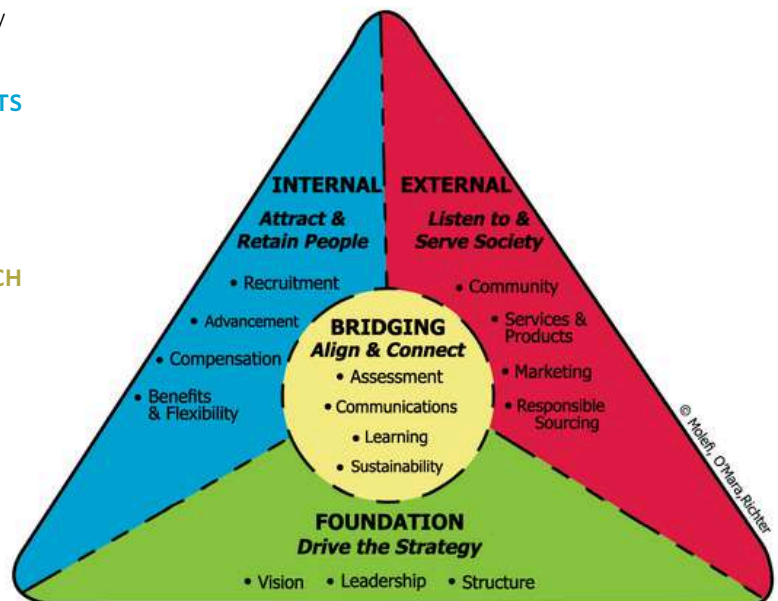 y
TS
CH
INTERNAL
Attract &
Retain People
• Recruitment
• Advancement
• Compensation
• Benefits
& Flexibility
EXTERNAL
Listen to &
Serve Society
• Community
• Services &
Products
• Marketing
• Responsible
Sourcing
BRIDGING
Align & Connect
• Assessment
• Communications
• Learning
• Sustainability
FOUNDATION
Drive the Strategy
• Vision • Leadership • Structure
© Molefi, O'Mara,Richter